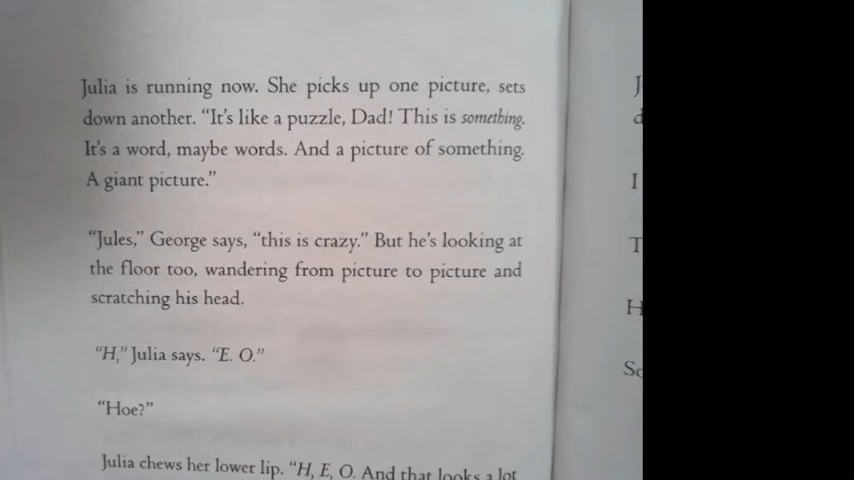 Julia is running now. She picks up one picture, sets
down another. “It’s like a puzzle, Dad! This is something.
It’s a word, maybe words. And a picture of something.
A giant picture.”
“Jules,” George says, “this is crazy.” But he’s looking at
the floor too, wandering from picture to picture and
scratching his head.
“H,” Julia says. “E. O.”
“Hoe?”
Julia chews her lower lip. “H, E, O. And that looks a lot
J
d
I
T
H
So